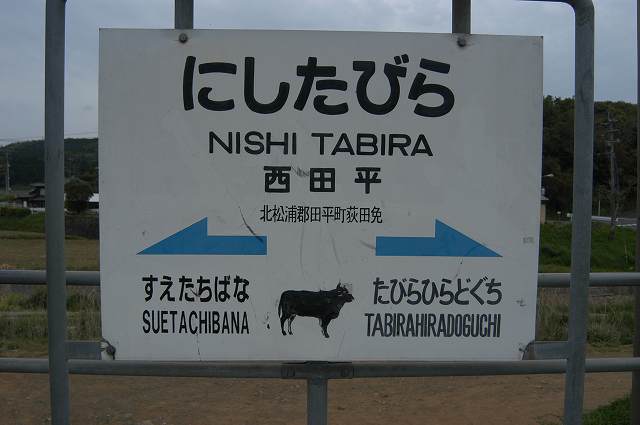 にしたびら
NISHI TABIRA
西田平
北松浦郡田平町荻田免
すえたちばな
たびらひらどぐち
SUETACHIBANA
TABIRAHIRADOGUCHI